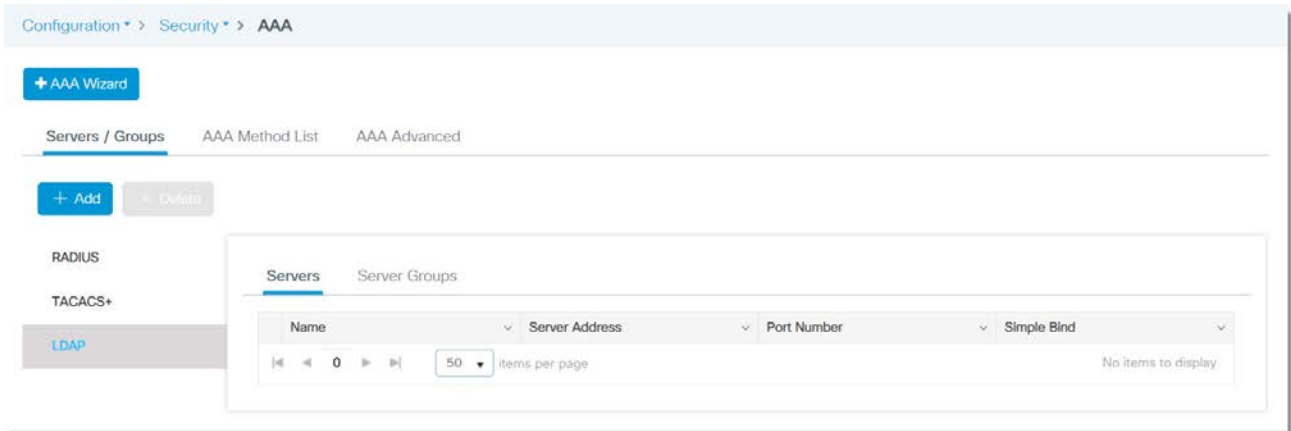 Configuration > Security > AAA
+ AAA Wizard
Servers / Groups AAA Method List AAA Advanced
+ Add × Delete
RADIUS
TACACS+
LDAP
Servers Server Groups
Name Server Address Port Number Simple Bind
0 50 items per page No items to display